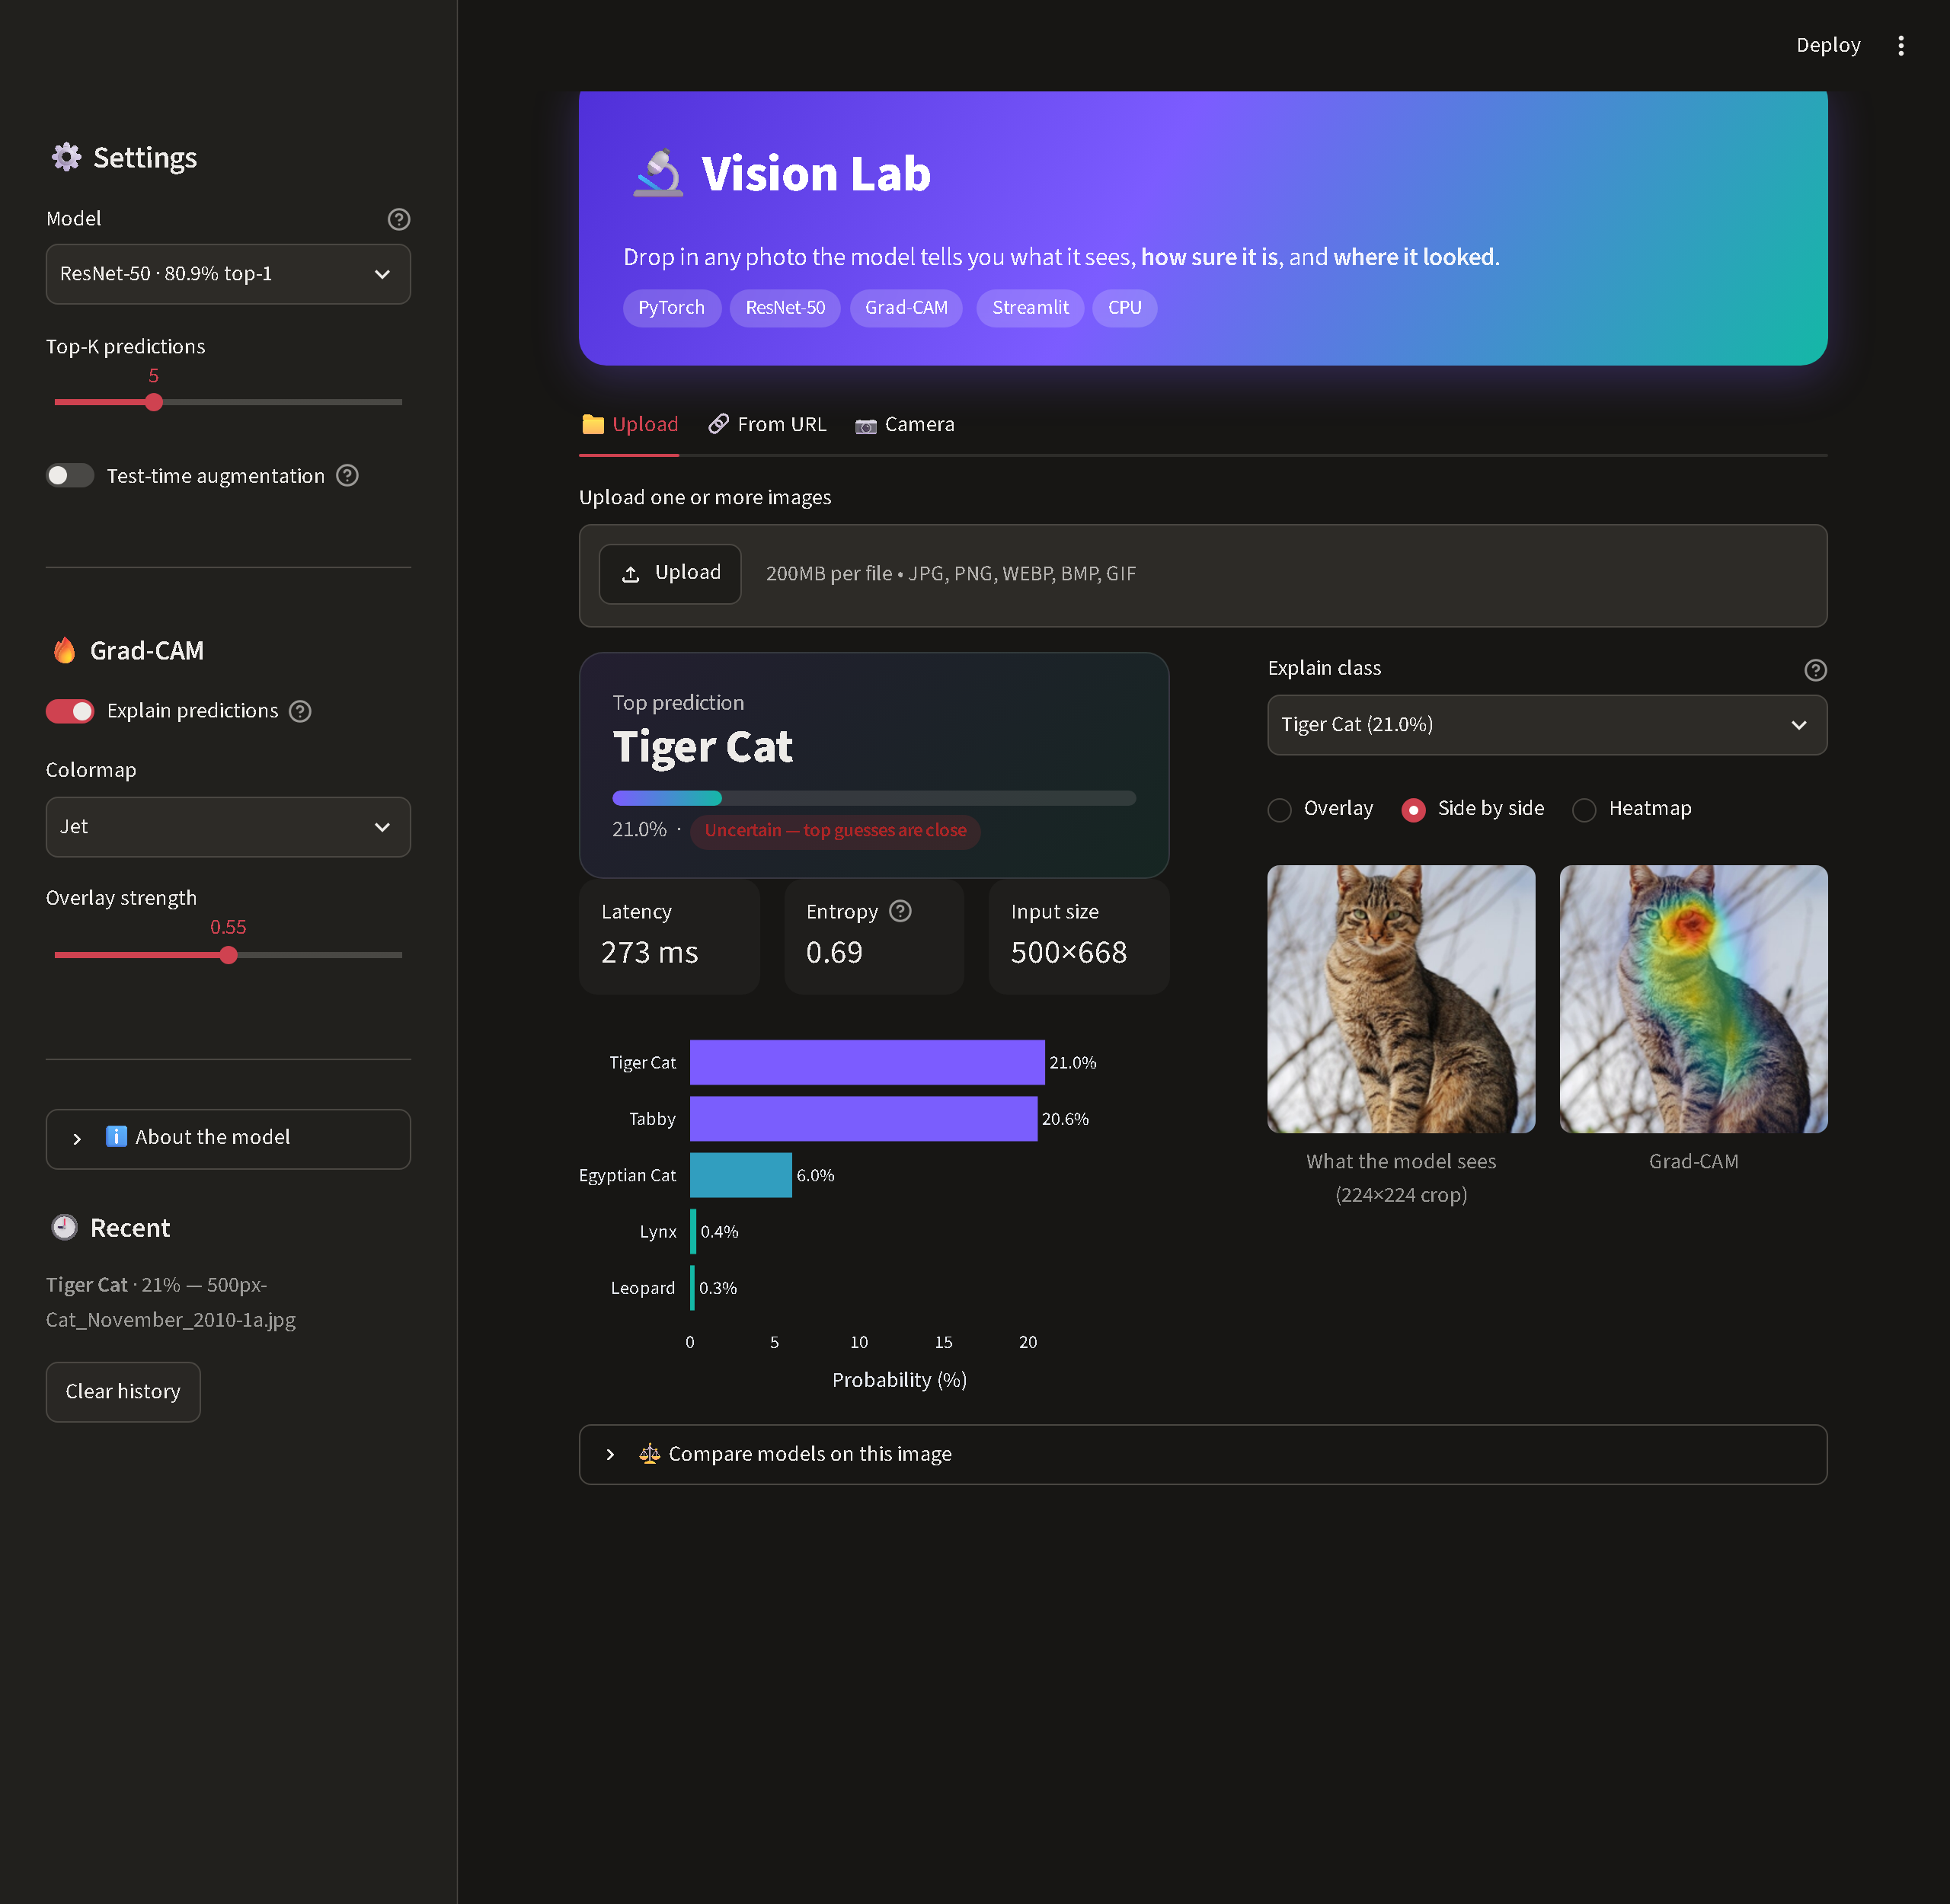 Deploy
Settings
Model
ResNet-50 · 80.9% top-1
Top-K predictions
5
Test-time augmentation
Grad-CAM
Explain predictions
Colormap
Jet
Overlay strength
0.55
About the model
Recent
Tiger Cat · 21% — 500px-
Cat_November_2010-1a.jpg
Clear history
Vision Lab
Drop in any photo the model tells you what it sees, how sure it is, and where it looked.
PyTorch ResNet-50 Grad-CAM Streamlit CPU
Upload From URL Camera
Upload one or more images
Upload 200MB per file • JPG, PNG, WEBP, BMP, GIF
Top prediction
Tiger Cat
21.0% · Uncertain — top guesses are close
Latency
273 ms
Entropy
0.69
Input size
500×668
Tiger Cat 21.0%
Tabby 20.6%
Egyptian Cat 6.0%
Lynx 0.4%
Leopard 0.3%
0 5 10 15 20
Probability (%)
Explain class
Tiger Cat (21.0%)
Overlay Side by side Heatmap
What the model sees
(224×224 crop)
Grad-CAM
Compare models on this image